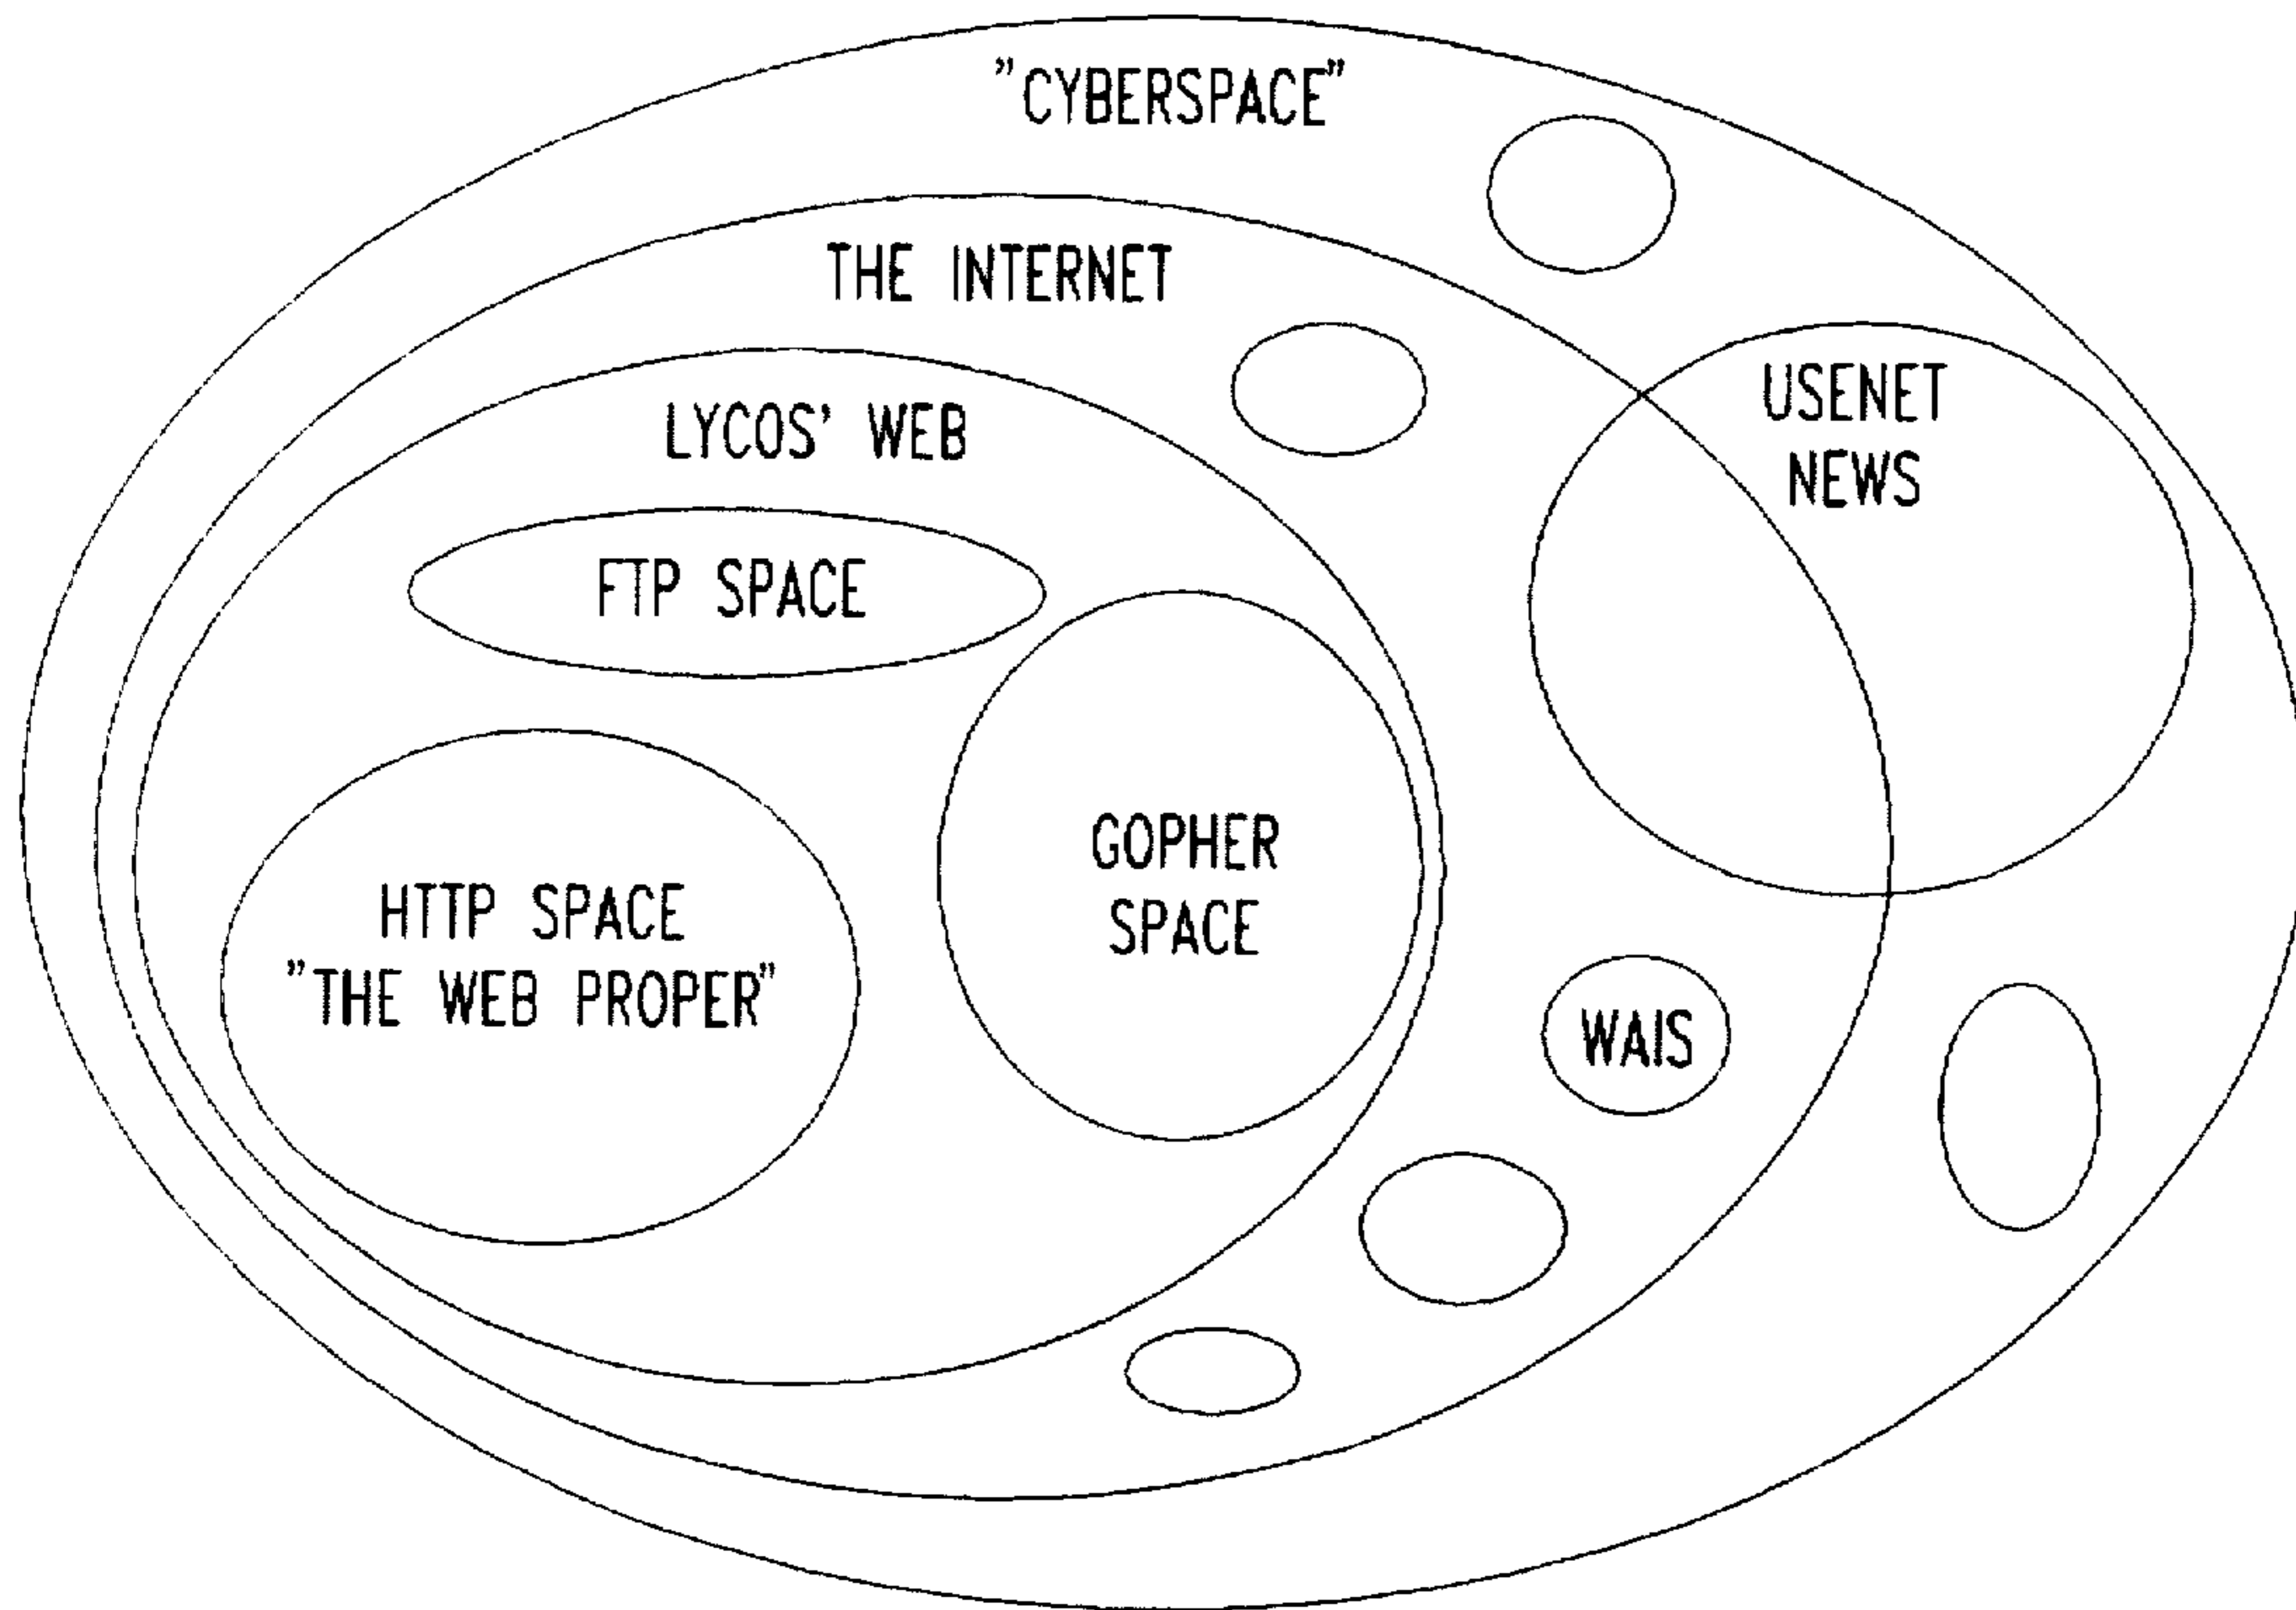 "CYBERSPACE"
THE INTERNET
LYCOS' WEB
USENET
NEWS
FTP SPACE
GOPHER
SPACE
HTTP SPACE
"THE WEB PROPER"
WAIS